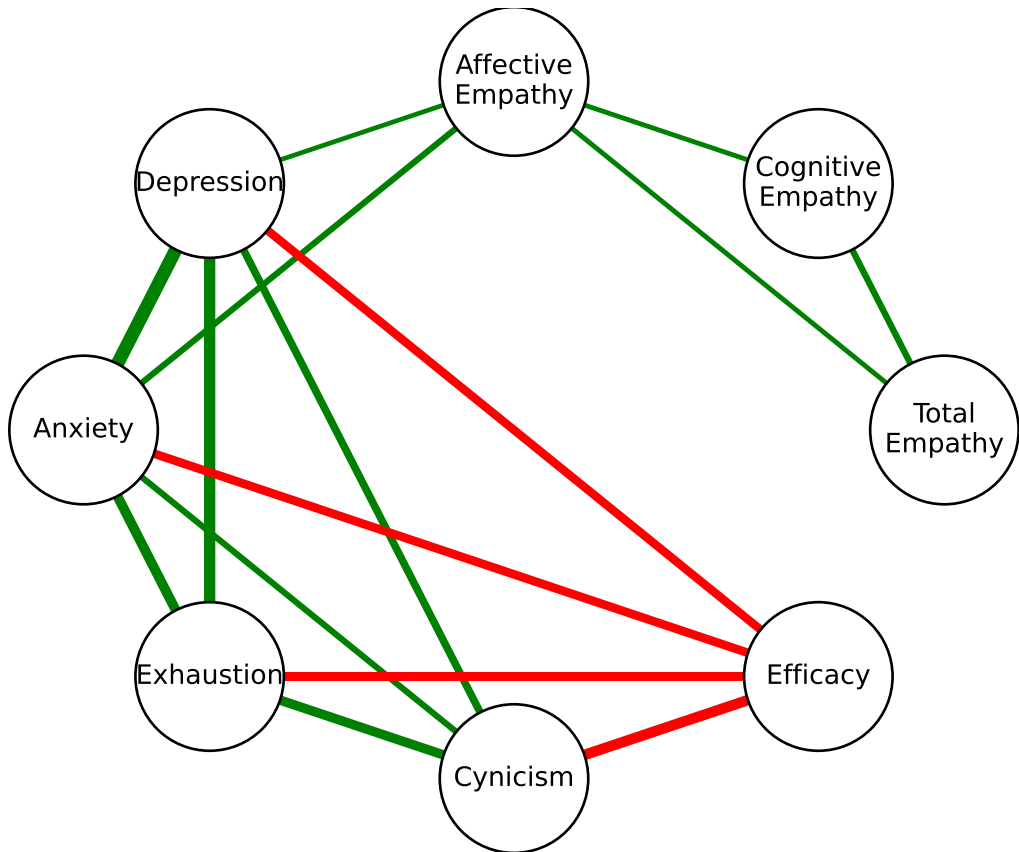 Affective
Empathy
Depression
Cognitive
Empathy
Anxiety
Total
Empathy
Exhaustion
Efficacy
Cynicism